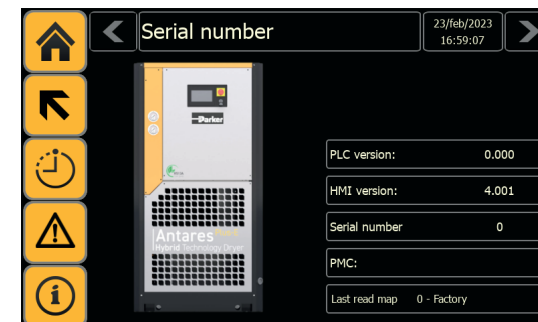 Serial number
23/feb/2023
16:59:07
Parker
PLC version: 0.000
HMI version: 4.001
Serial number 0
Antares
Hybrid Technology Dryer
PMC:
Last read map 0 - Factory
i